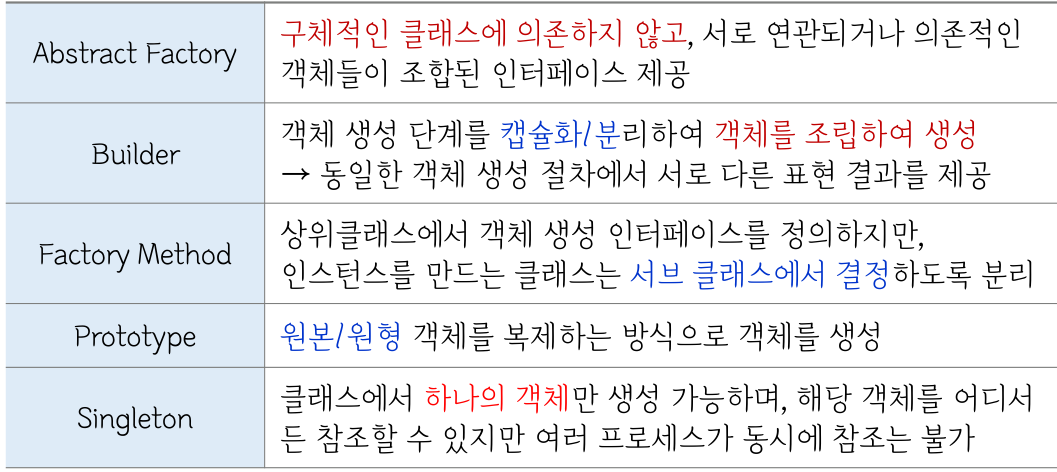 Abstract Factory
구체적인 클래스에 의존하지 않고, 서로 연관되거나 의존적인
객체들이 조합된 인터페이스 제공
Builder
객체 생성 단계를 캡슐화/분리하여 객체를 조립하여 생성
→ 동일한 객체 생성 절차에서 서로 다른 표현 결과를 제공
Factory Method
상위클래스에서 객체 생성 인터페이스를 정의하지만,
인스턴스를 만드는 클래스는 서브 클래스에서 결정하도록 분리
Prototype
원본/원형 객체를 복제하는 방식으로 객체를 생성
Singleton
클래스에서 하나의 객체만 생성 가능하며, 해당 객체를 어디서
든 참조할 수 있지만 여러 프로세스가 동시에 참조는 불가